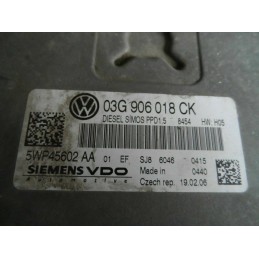 03G 906 018 CK
DIESEL SIMOS PPD1.5 8454 HW: H05
5WP45602 AA 01 EF SJ8 6046 0415
SIEMENS VDO Made in 0440
Automotive Czech rep. 19.02.06